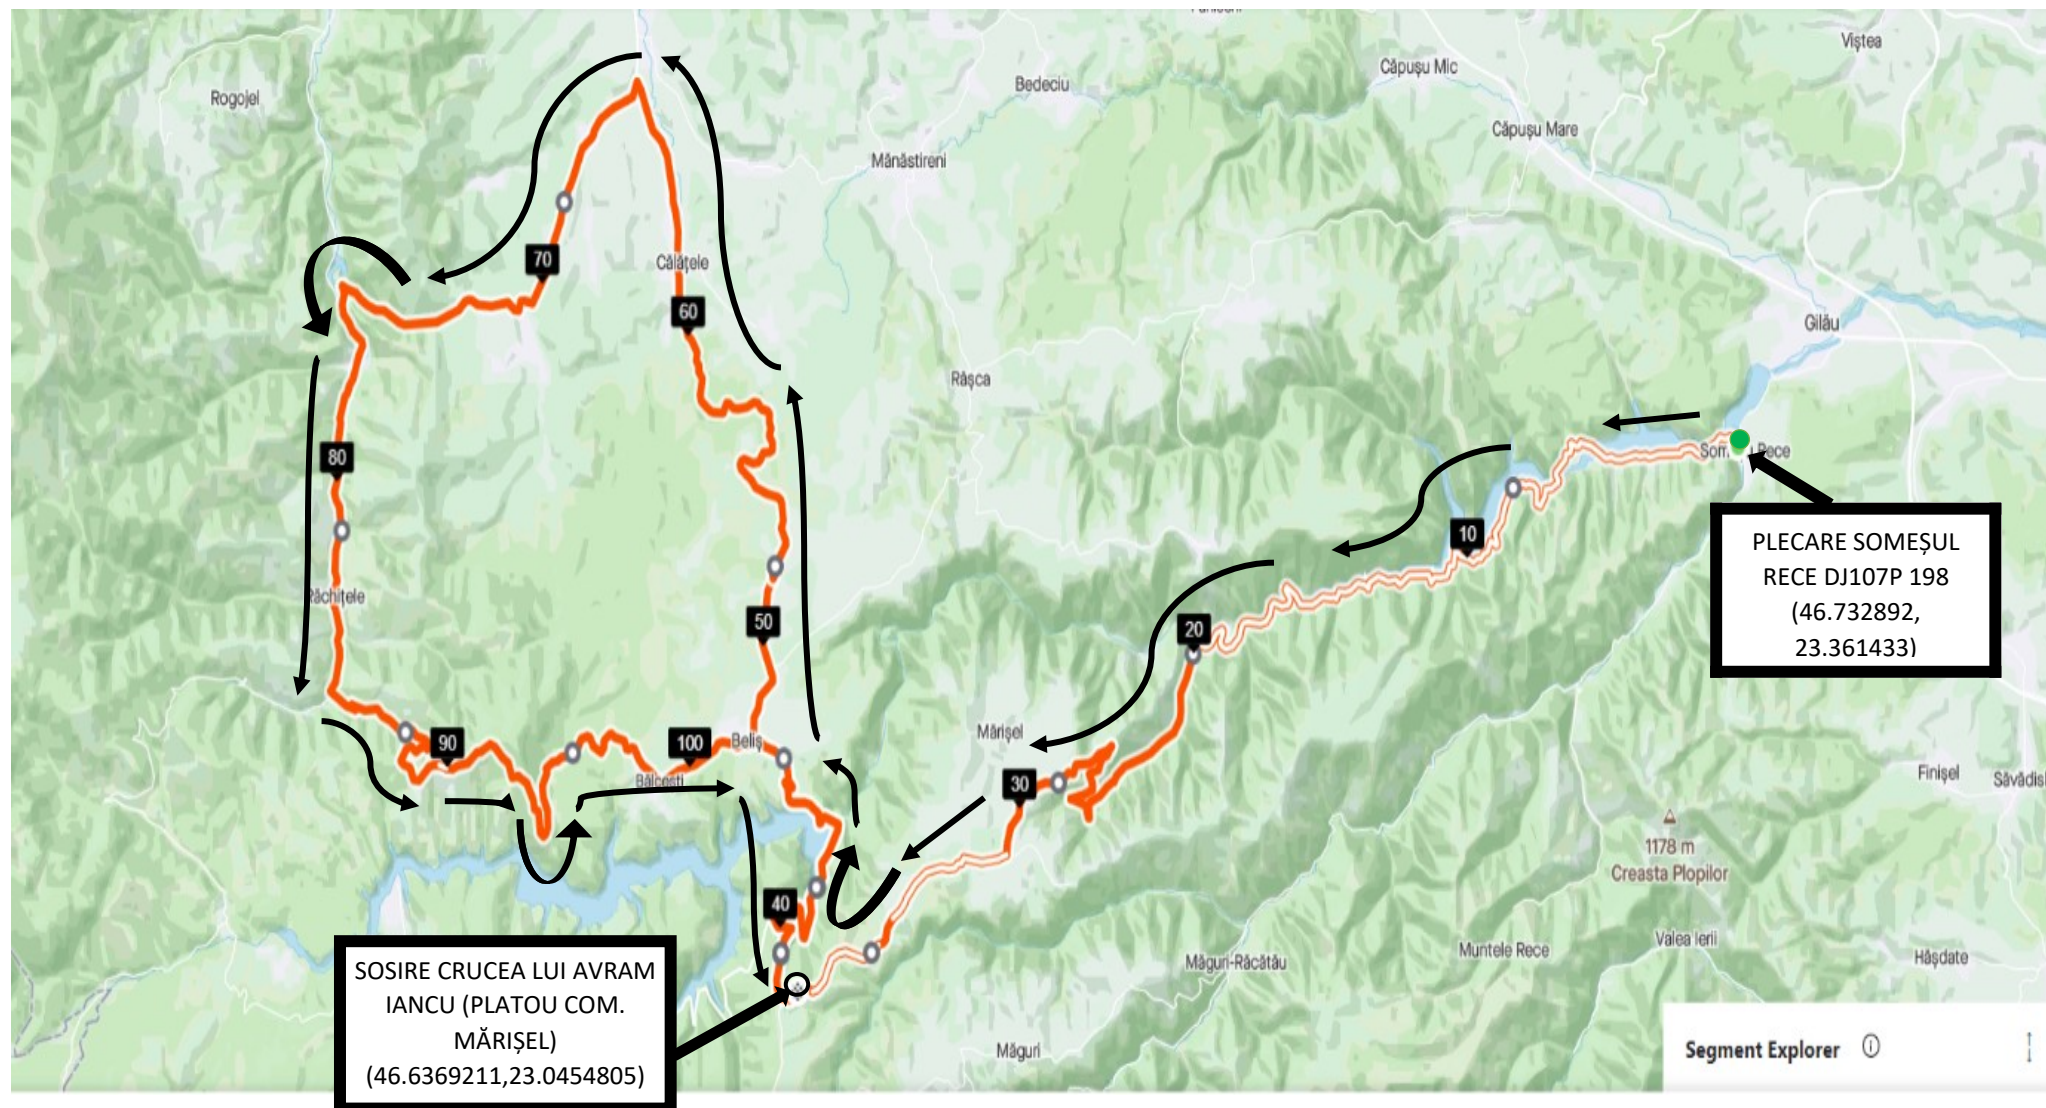 Viștea
Căpușu Mic
Bedeciu
Rogojel
Căpușu Mare
Mănăstireni
70
Călățele
60
Gilău
Râșca
80
10
PLECARE SOMEȘUL
RECE DJ107P 198
(46.732892,
23.361433)
Răchițele
50
20
Mărișel
90
100
Beliș
Bălcești
30
Finișel
1178 m
Creasta Plopilor
40
Valea Ierii
Muntele Rece
Hășdate
Măguri-Răcătău
SOSIRE CRUCEA LUI AVRAM
IANCU (PLATOU COM.
MĂRIȘEL)
(46.6369211,23.0454805)
Măguri
Segment Explorer